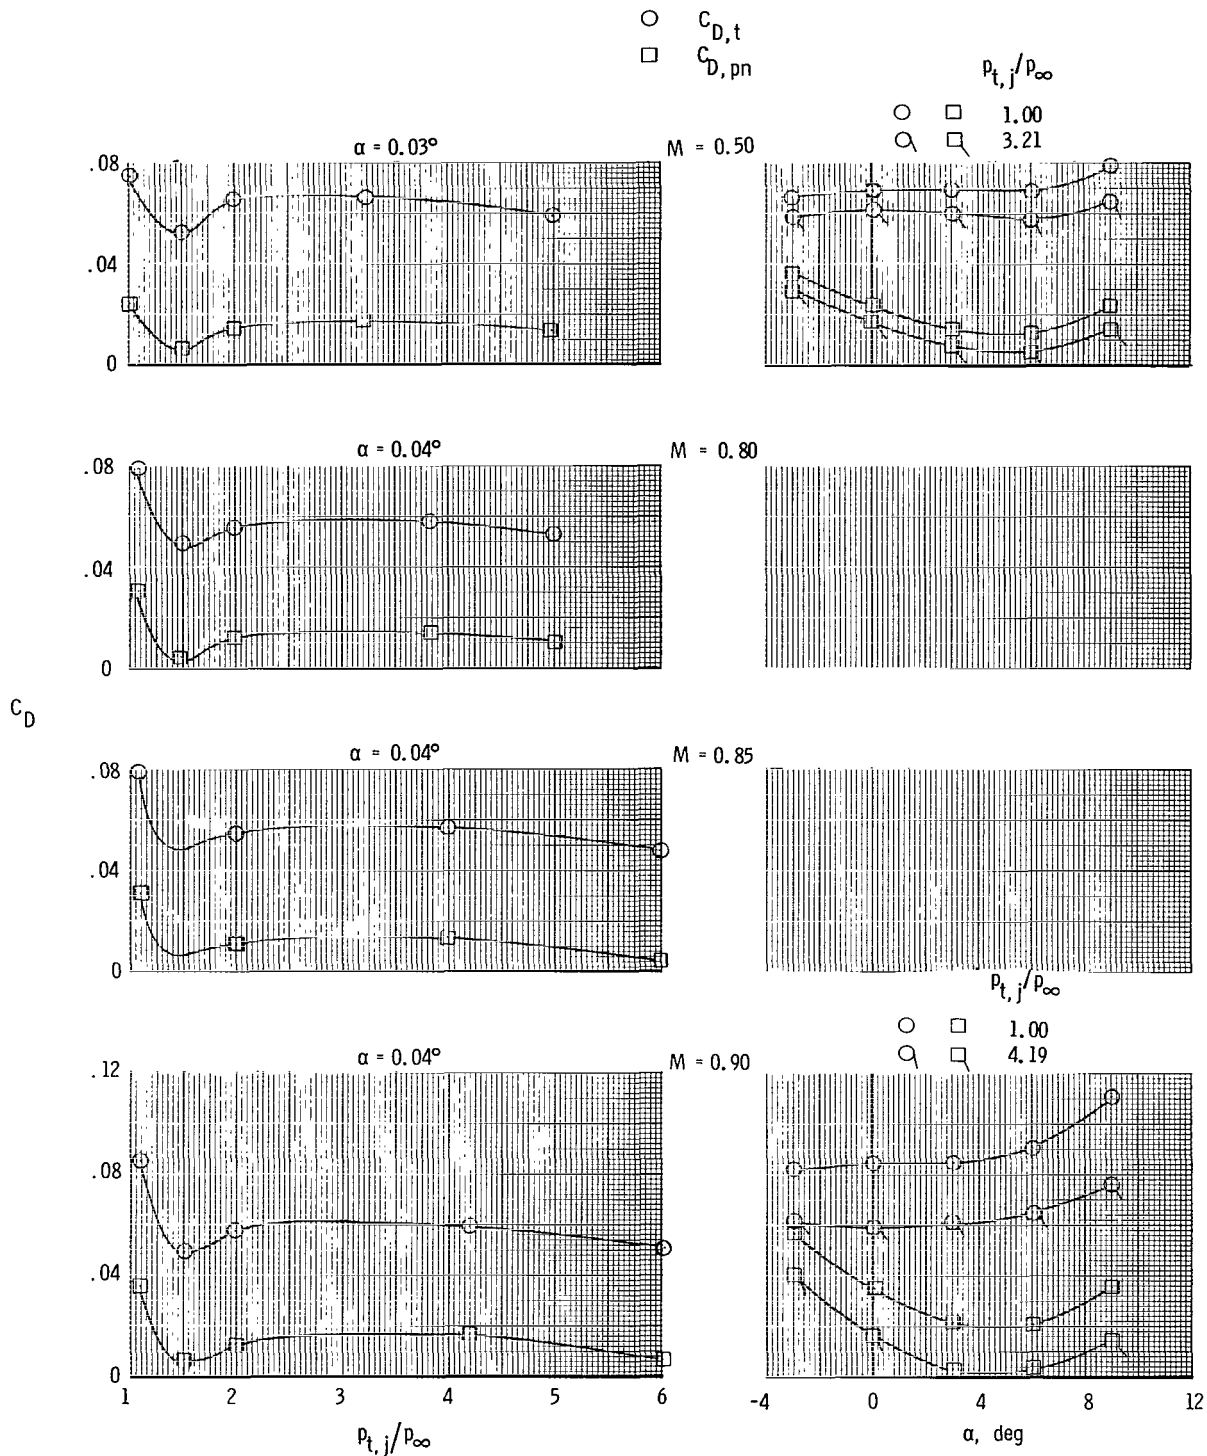 C_D,t
C_D,pn
p_t,j/p_∞
1.00
3.21
α = 0.03°
M = 0.50
.08
.04
0
α = 0.04°
M = 0.80
.08
.04
0
C_D
α = 0.04°
M = 0.85
.08
.04
0
p_t,j/p_∞
1.00
4.19
α = 0.04°
M = 0.90
.12
.08
.04
0
1 2 3 4 5 6
-4 0 4 8 12
p_t,j/p_∞
α, deg